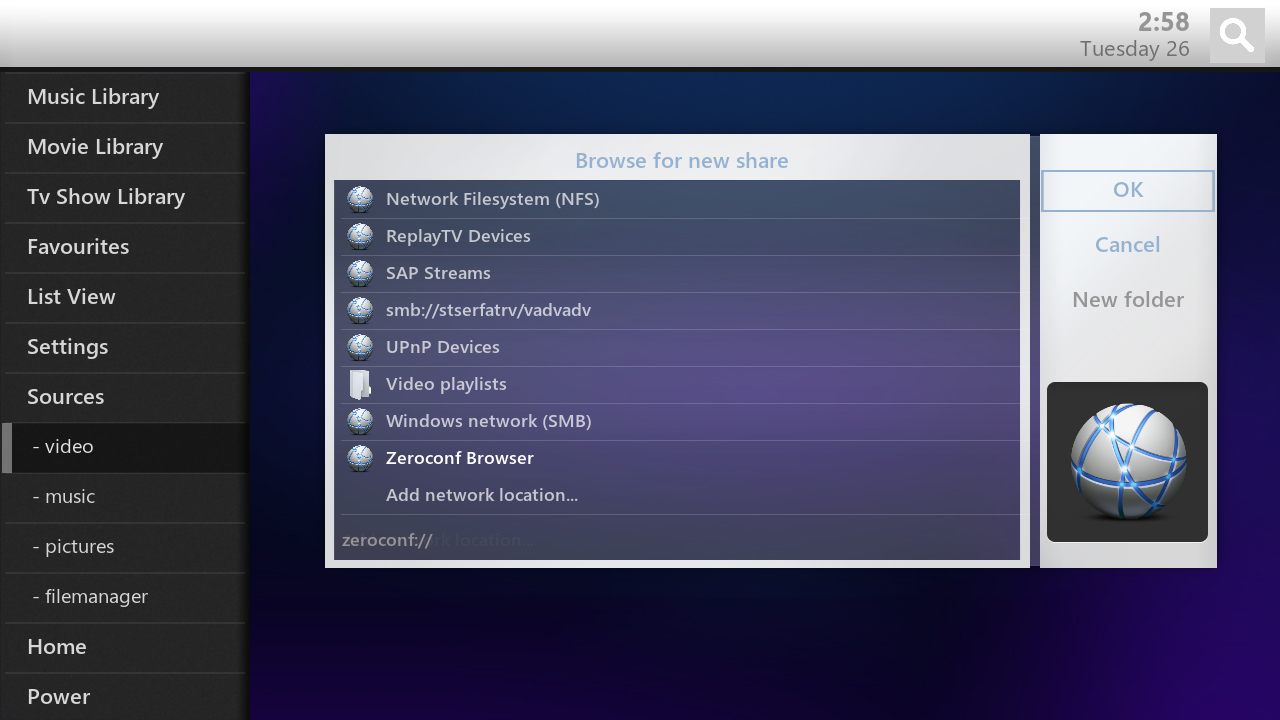 2:58
Tuesday 26
Music Library
Movie Library
Tv Show Library
Favourites
List View
Settings
Sources
- video
- music
- pictures
- filemanager
Home
Power
Browse for new share
Network Filesystem (NFS)
ReplayTV Devices
SAP Streams
smb://stserfatrv/vadvadv
UPnP Devices
Video playlists
Windows network (SMB)
Zeroconf Browser
Add network location...
zeroconf://rk location...
OK
Cancel
New folder